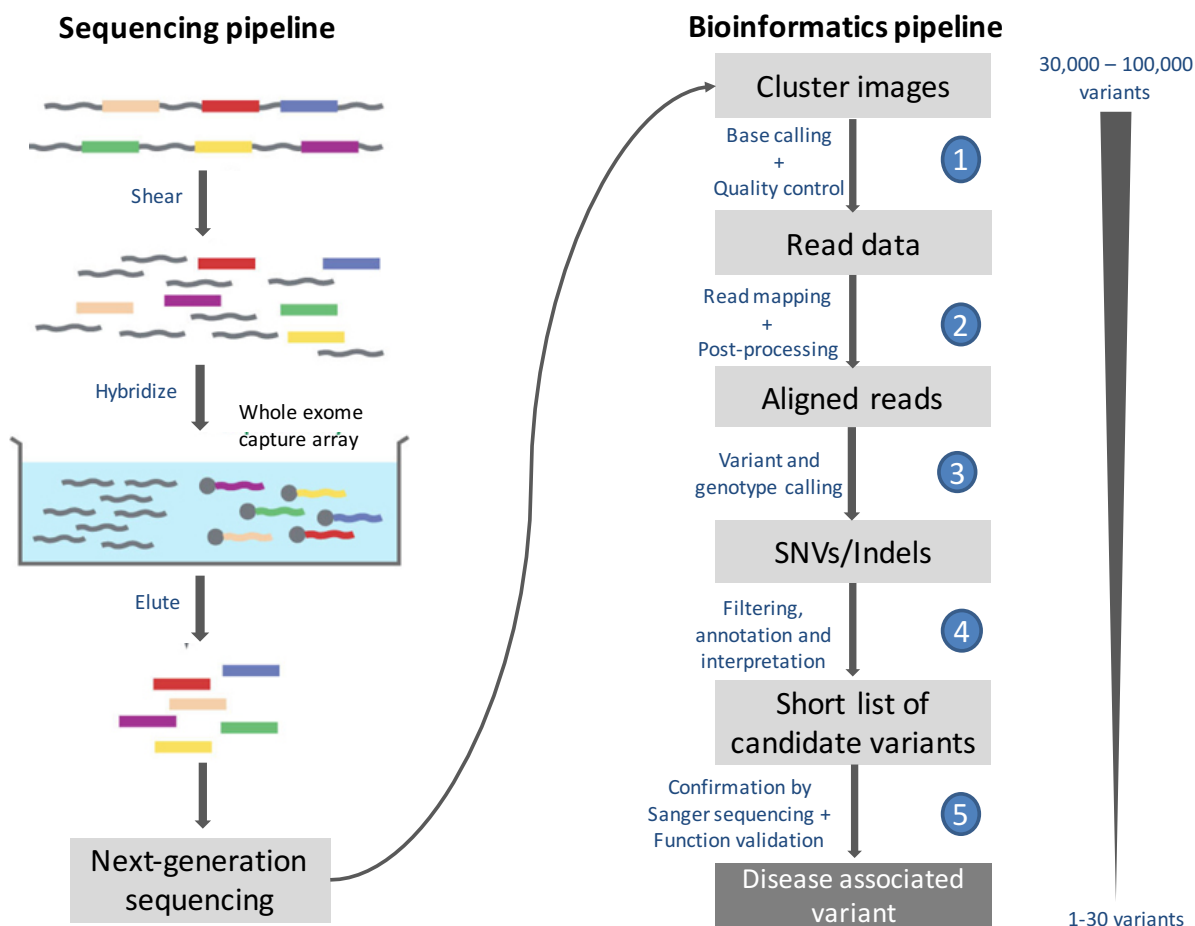 Sequencing pipeline
Shear
Hybridize
Whole exome
capture array
Elute
Next-generation
sequencing
Bioinformatics pipeline
Cluster images
Base calling
+
Quality control
1
Read data
Read mapping
+
Post-processing
2
Aligned reads
Variant and
genotype calling
3
SNVs/Indels
Filtering,
annotation and
interpretation
4
Short list of
candidate variants
Confirmation by
Sanger sequencing +
Function validation
5
Disease associated
variant
30,000 – 100,000
variants
1-30 variants